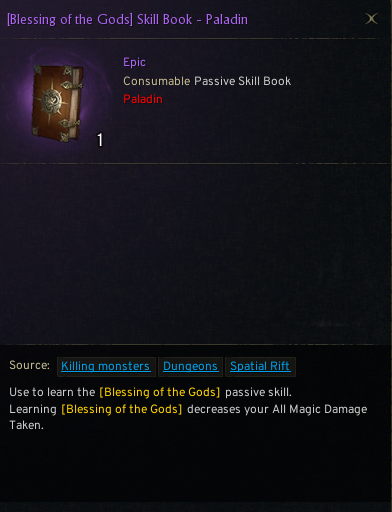 [Blessing of the Gods] Skill Book - Paladin
Epic
Consumable Passive Skill Book
Paladin
1
Source: Killing monsters Dungeons Spatial Rift
Use to learn the [Blessing of the Gods] passive skill.
Learning [Blessing of the Gods] decreases your All Magic Damage
Taken.